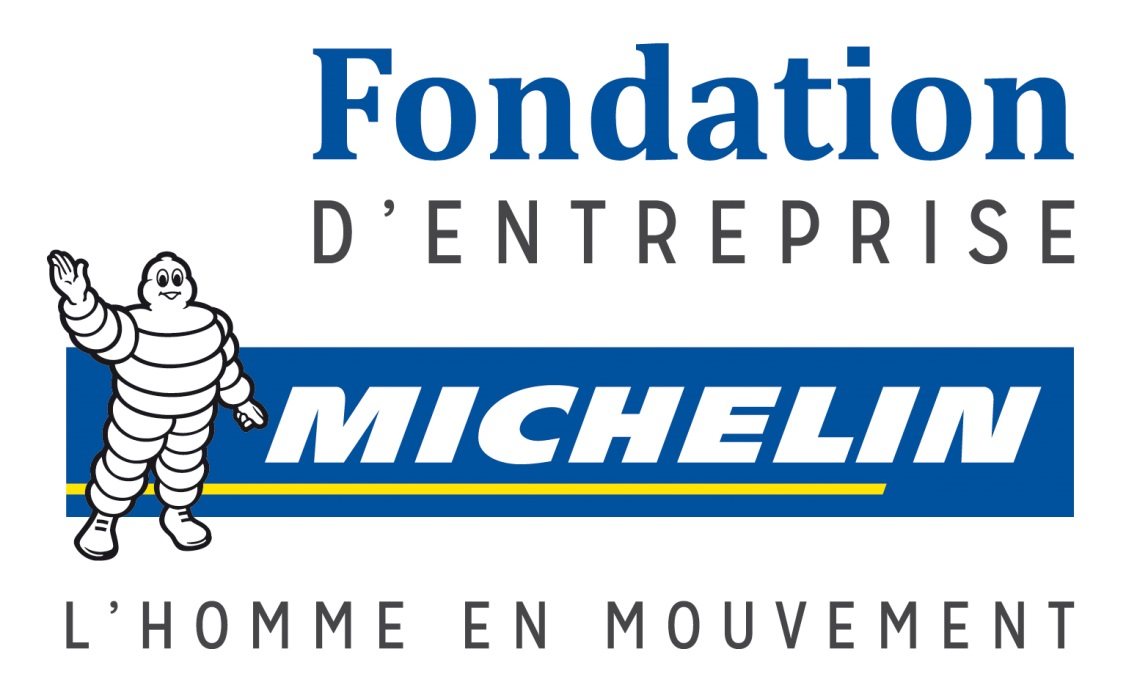 Fondation
D’ENTREPRISE
MICHELIN
L’HOMME EN MOUVEMENT